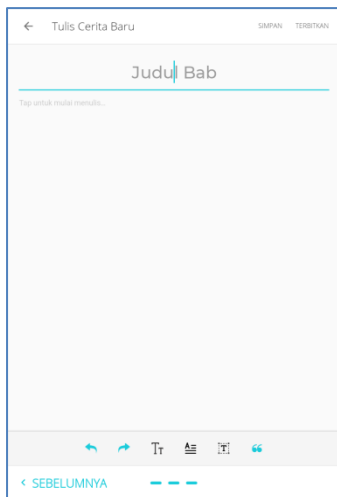 Tulis Cerita Baru SIMPAN TERBITKAN
Judul Bab
Tap untuk mulai menulis...
SEBELUMNYA